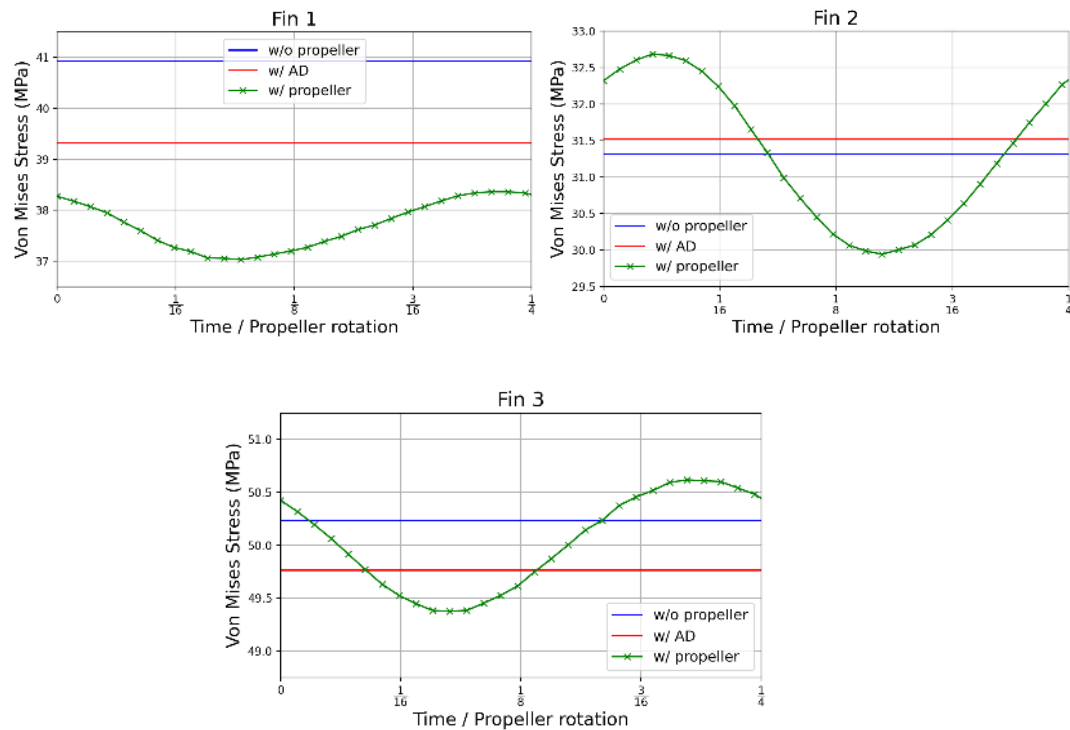 Fin 1
Von Mises Stress (MPa)
41
40
39
38
37
w/o propeller
w/ AD
w/ propeller
0
1/16
1/8
3/16
1/4
Time / Propeller rotation
Fin 2
Von Mises Stress (MPa)
33.0
32.5
32.0
31.5
31.0
30.5
30.0
29.5
w/o propeller
w/ AD
w/ propeller
0
1/16
1/8
3/16
1/4
Time / Propeller rotation
Fin 3
Von Mises Stress (MPa)
51.0
50.5
50.0
49.5
49.0
w/o propeller
w/ AD
w/ propeller
0
1/16
1/8
3/16
1/4
Time / Propeller rotation